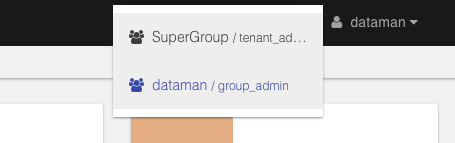 SuperGroup / tenant_ad...
dataman
dataman / group_admin